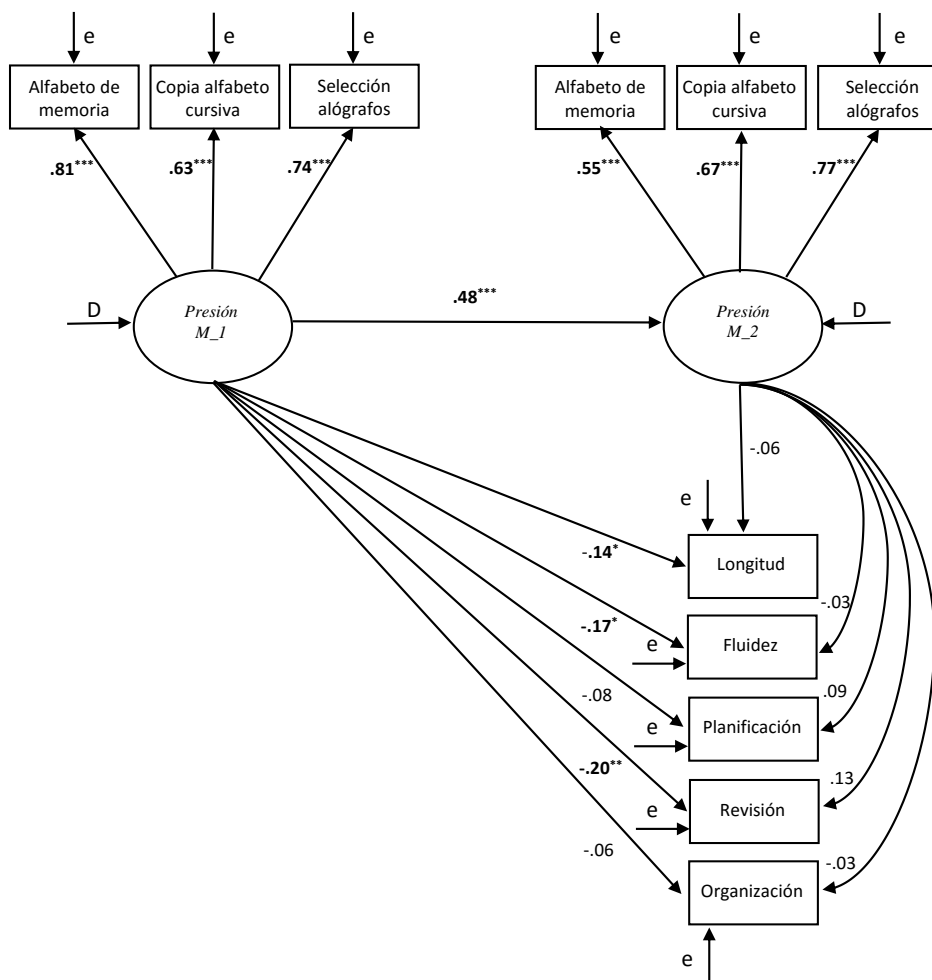 e e e e e e
Alfabeto de
memoria
Copia alfabeto
cursiva
Selección
alógrafos
Alfabeto de
memoria
Copia alfabeto
cursiva
Selección
alógrafos
.81*** .63*** .74*** .55*** .67*** .77***
Presión
M_1
Presión
M_2
D .48*** D
-.06
e
Longitud
-.14*
-.03
Fluidez
-.17*
e
.09
Planificación
-.08
e
.13
Revisión
-.20**
e
-.03
Organización
-.06
e